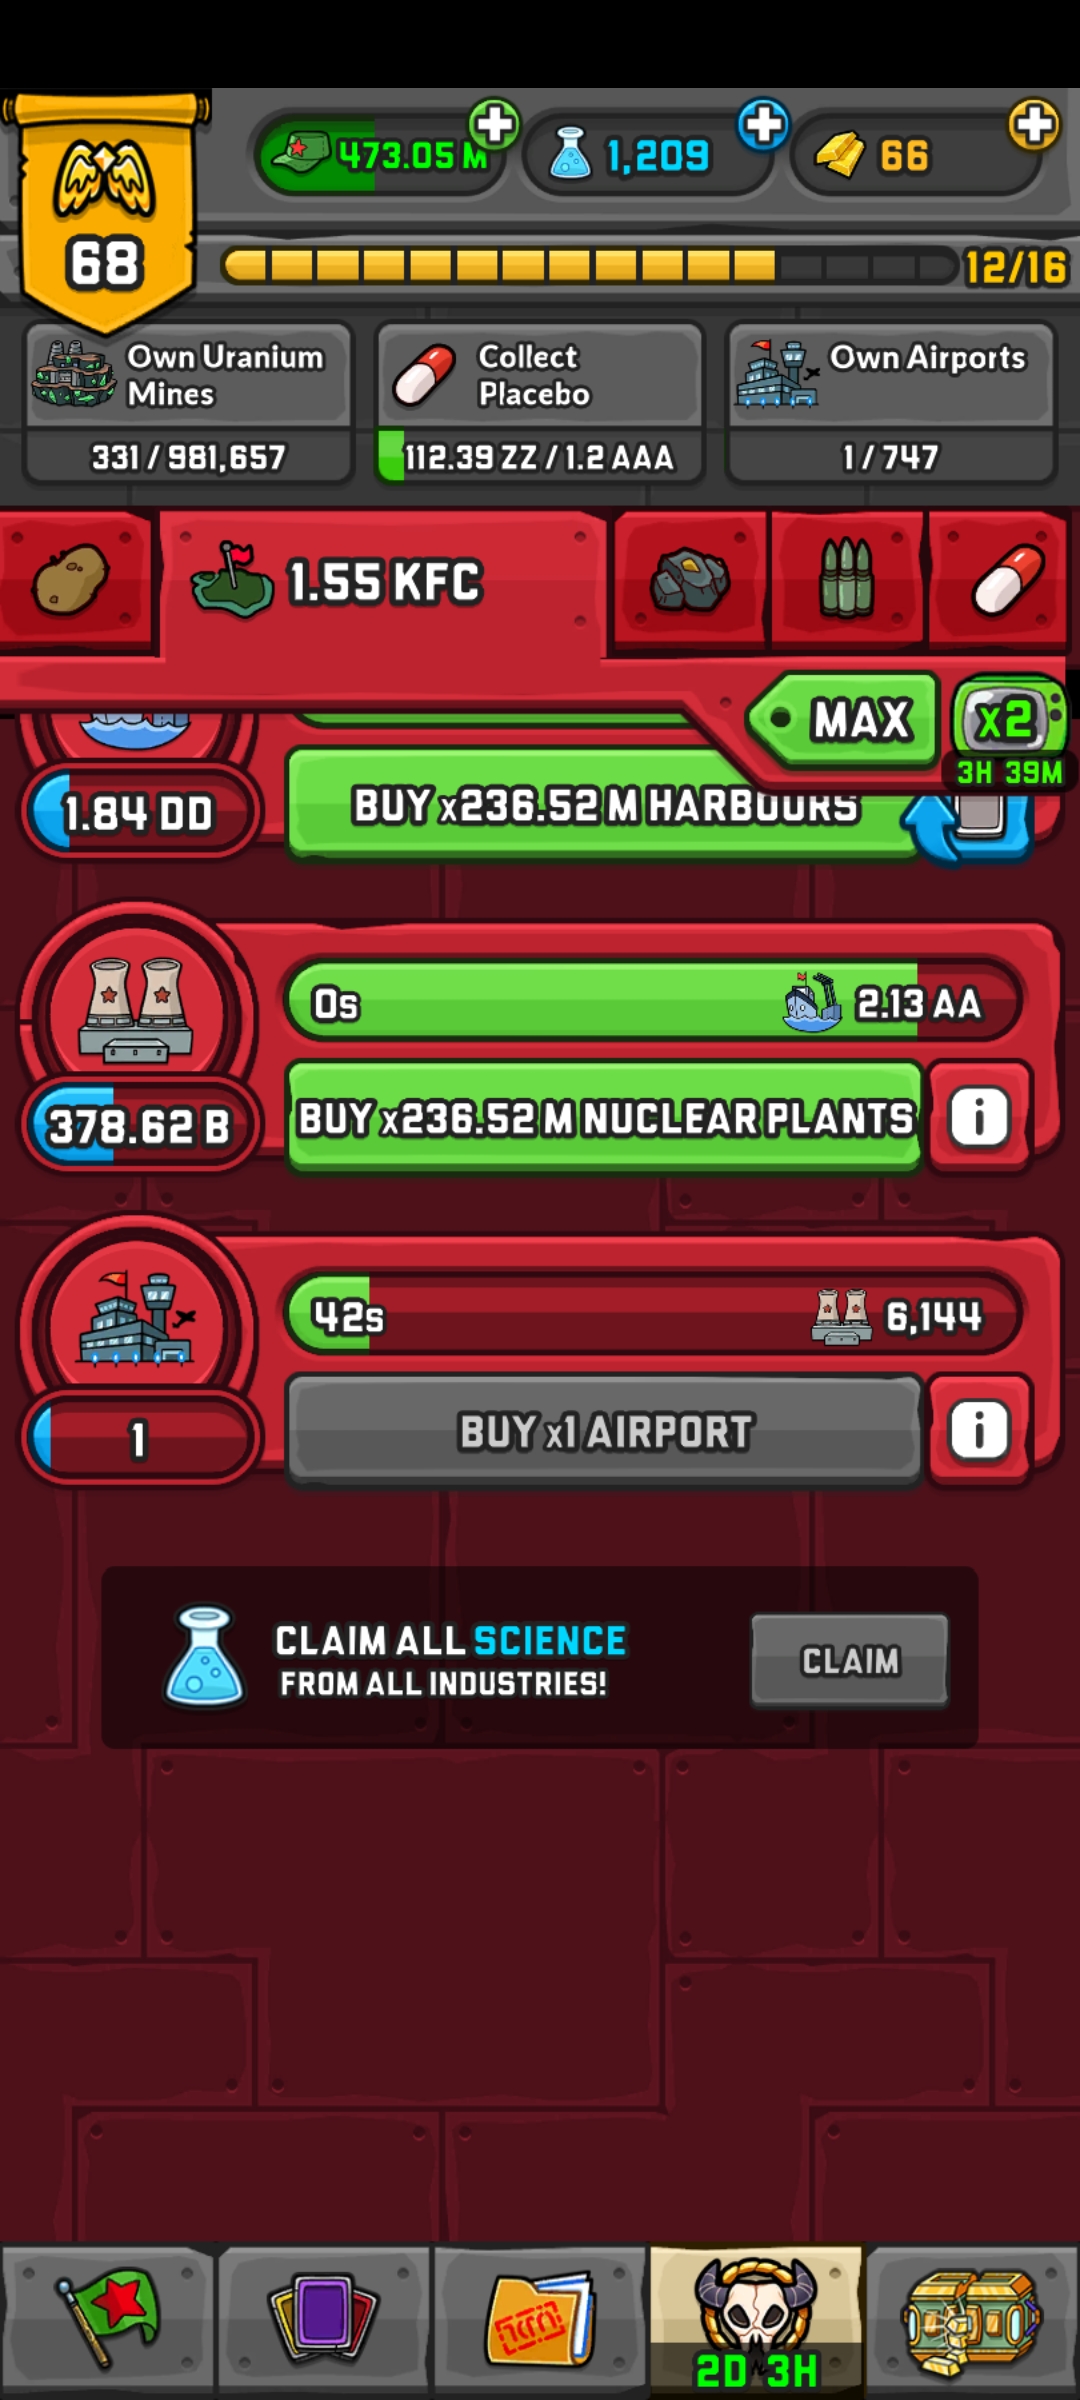 473.05 M
1,209
66
68
12/16
Own Uranium
Mines
331 / 981,657
Collect
Placebo
112.39 ZZ / 1.2 AAA
Own Airports
1 / 747
1.55 KFC
MAX
x2
3H 39M
1.84 DD
BUY x236.52 M HARBOURS
0s
2.13 AA
378.62 B
BUY x236.52 M NUCLEAR PLANTS
i
42s
6,144
1
BUY x1 AIRPORT
i
CLAIM ALL SCIENCE
FROM ALL INDUSTRIES!
CLAIM
2D 3H